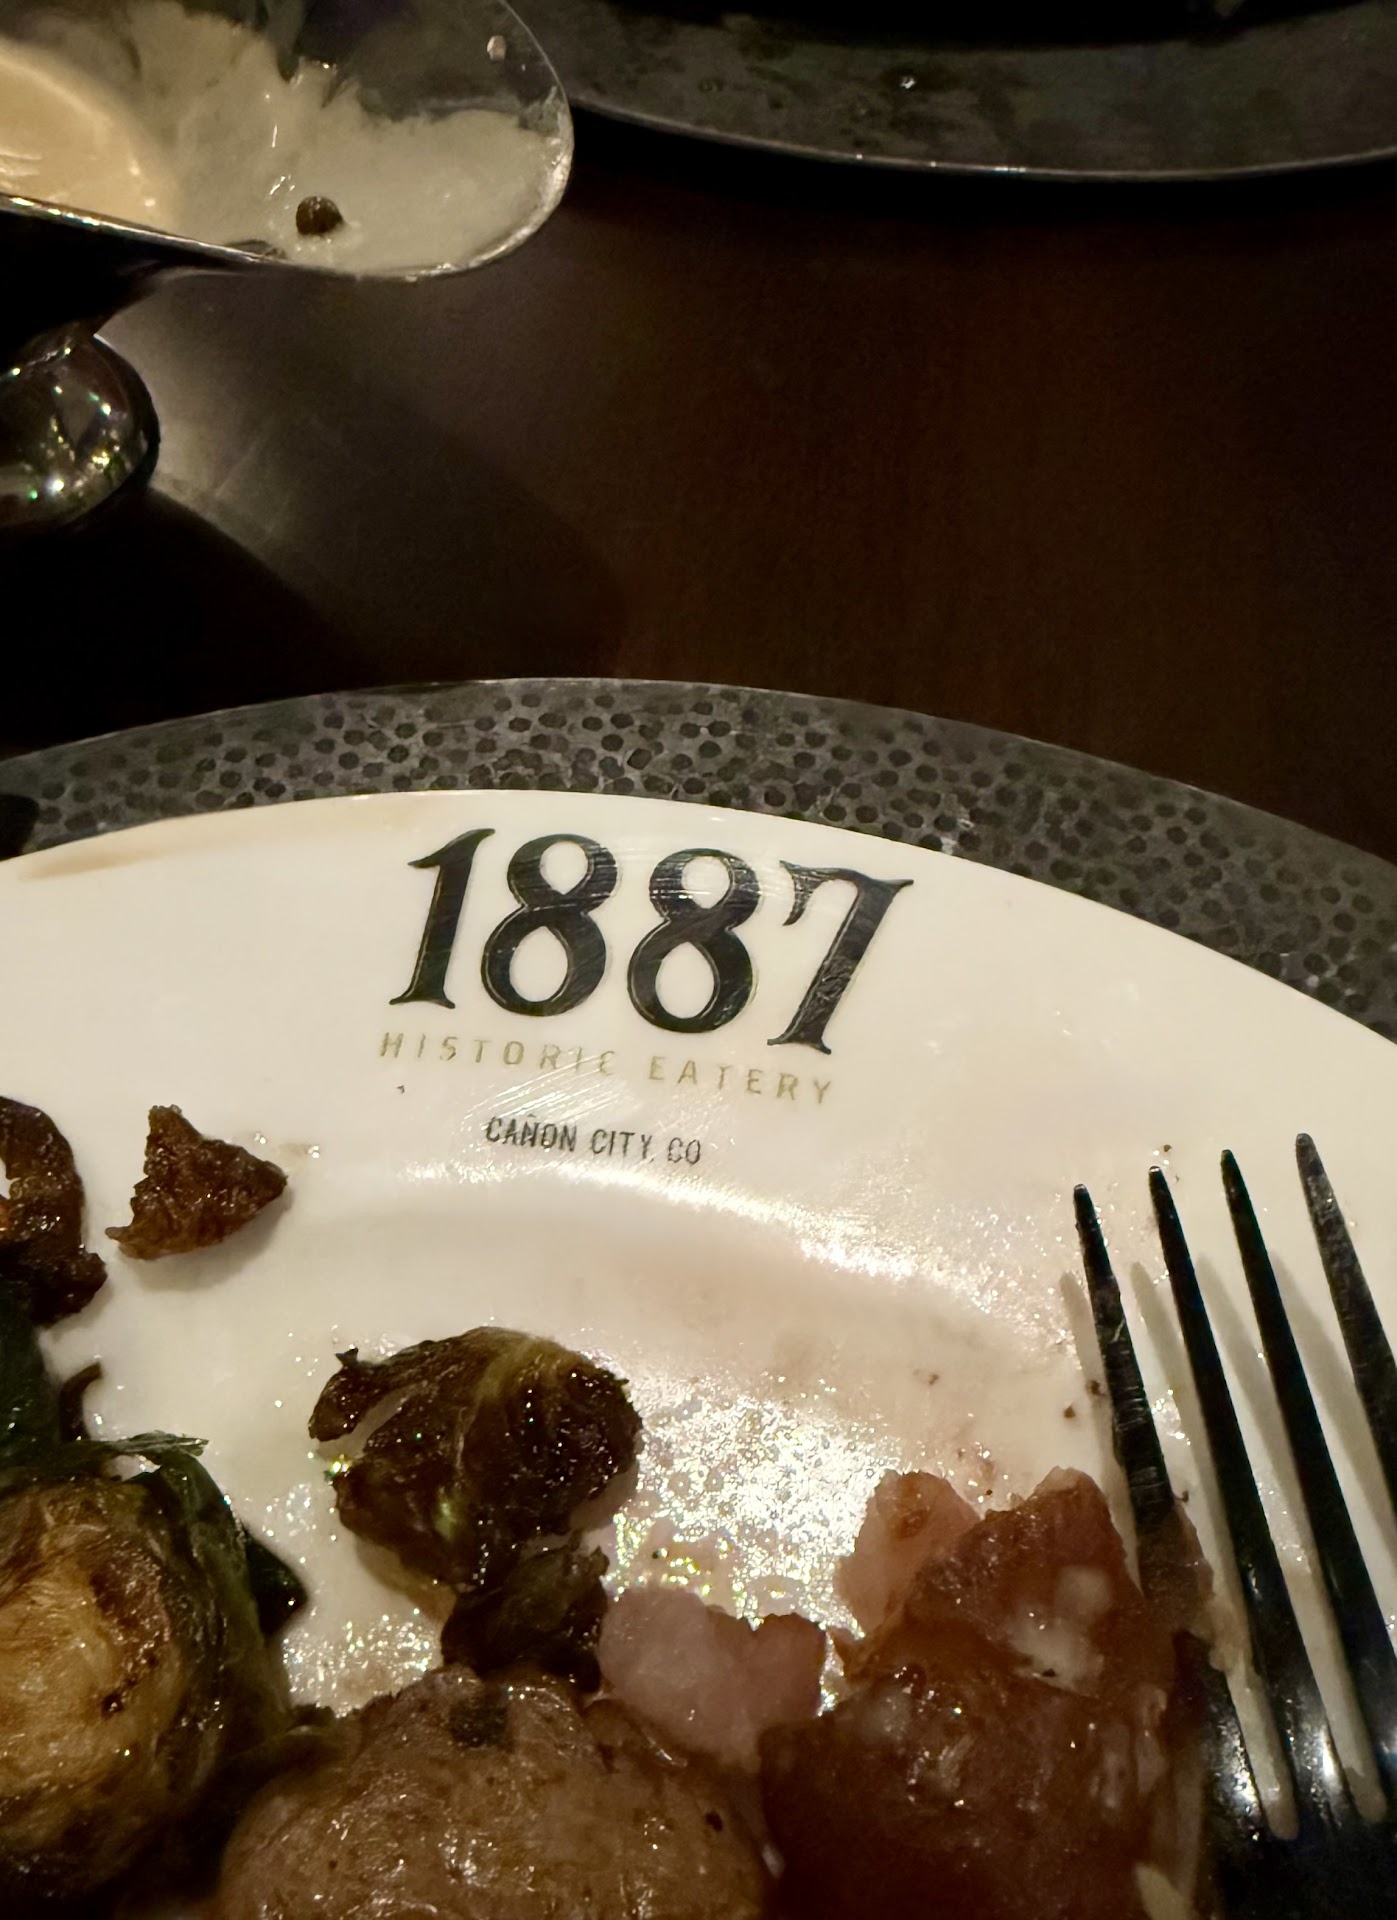 1887
HISTORIC EATERY
CAÑON CITY, CO